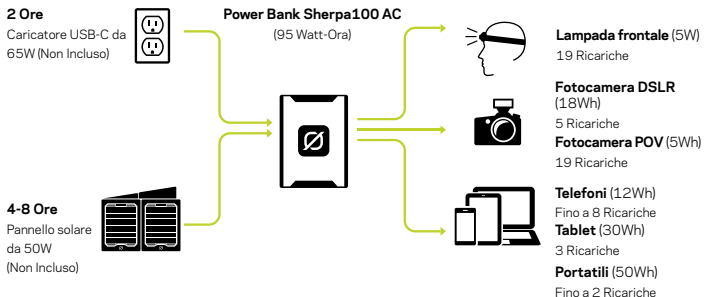 2 Ore
Caricatore USB-C da
65W (Non Incluso)
4-8 Ore
Pannello solare
da 50W
(Non Incluso)
Power Bank Sherpa100 AC
(95 Watt-Ora)
Lampada frontale (5W)
19 Ricariche
Fotocamera DSLR
(18Wh)
5 Ricariche
Fotocamera POV (5Wh)
19 Ricariche
Telefoni (12Wh)
Fino a 8 Ricariche
Tablet (30Wh)
3 Ricariche
Portatili (50Wh)
Fino a 2 Ricariche